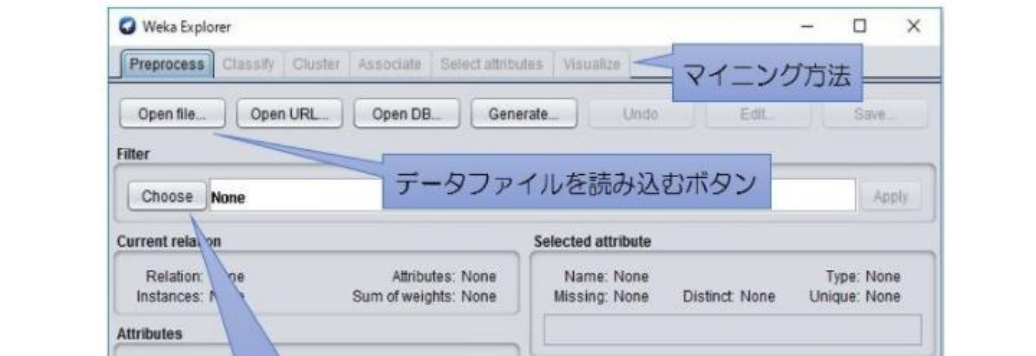 Weka Explorer
Preprocess Classify Cluster Associate Select attributes Visualize
マイニング方法
Open file... Open URL... Open DB... Generate... Undo Edit... Save...
Filter
データファイルを読み込むボタン
Choose None Apply
Current relation
Relation: None Attributes: None
Instances: None Sum of weights: None
Selected attribute
Name: None Type: None
Missing: None Distinct: None Unique: None
Attributes